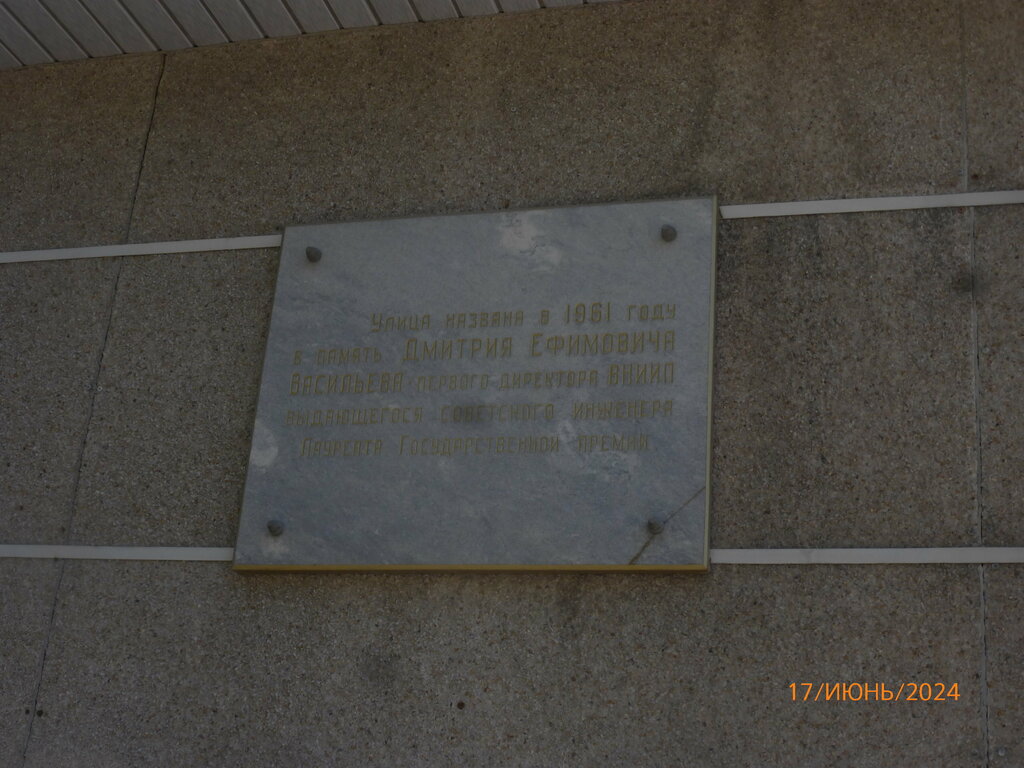 Улица названа в 1961 году
в память Дмитрия Ефимовича
Васильева первого директора ВНИИП
выдающегося советского инженера
Лауреата Государственной премии
17/ИЮНЬ/2024